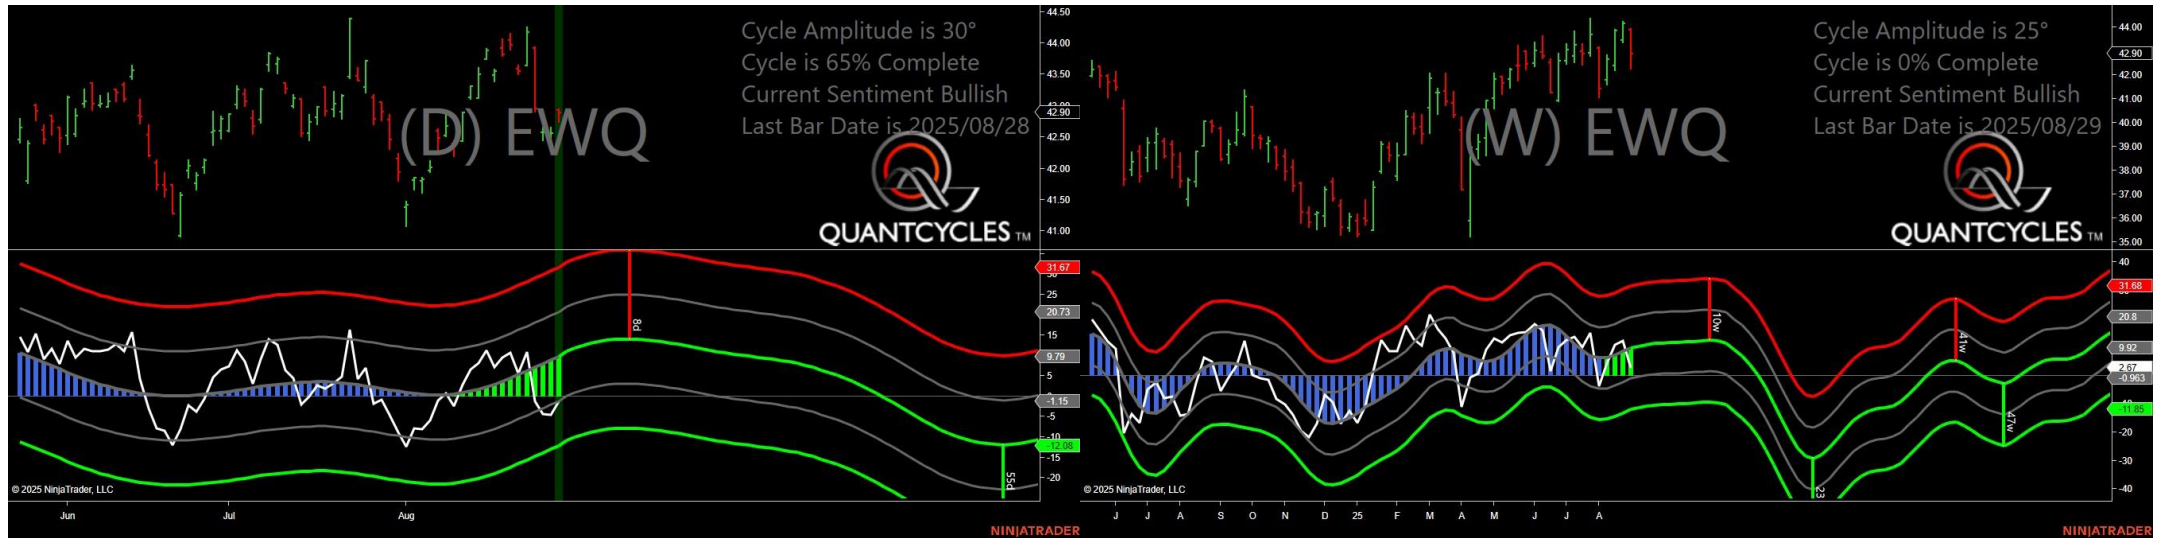 Cycle Amplitude is 30°
Cycle is 65% Complete
Current Sentiment Bullish
Last Bar Date is 2025/08/28
(D) EWQ
QUANTCYCLES TM
44.50
44.00
43.50
42.90
42.50
42.00
41.50
41.00
31.67
25
20.73
15
9.79
5
-1.15
-5
-12.08
-15
-20
8d
55d
© 2025 NinjaTrader, LLC
Jun
Jul
Aug
NINJATRADER
Cycle Amplitude is 25°
Cycle is 0% Complete
Current Sentiment Bullish
Last Bar Date is 2025/08/29
(W) EWQ
QUANTCYCLES TM
44.00
42.90
42.00
41.00
40.00
39.00
38.00
37.00
36.00
35.00
40
31.68
20.8
9.92
2.67
-0.963
-11.85
-20
-30
-40
10w
23
41w
47w
© 2025 NinjaTrader, LLC
J J A S O N D 25 F M A M J J A
NINJATRADER